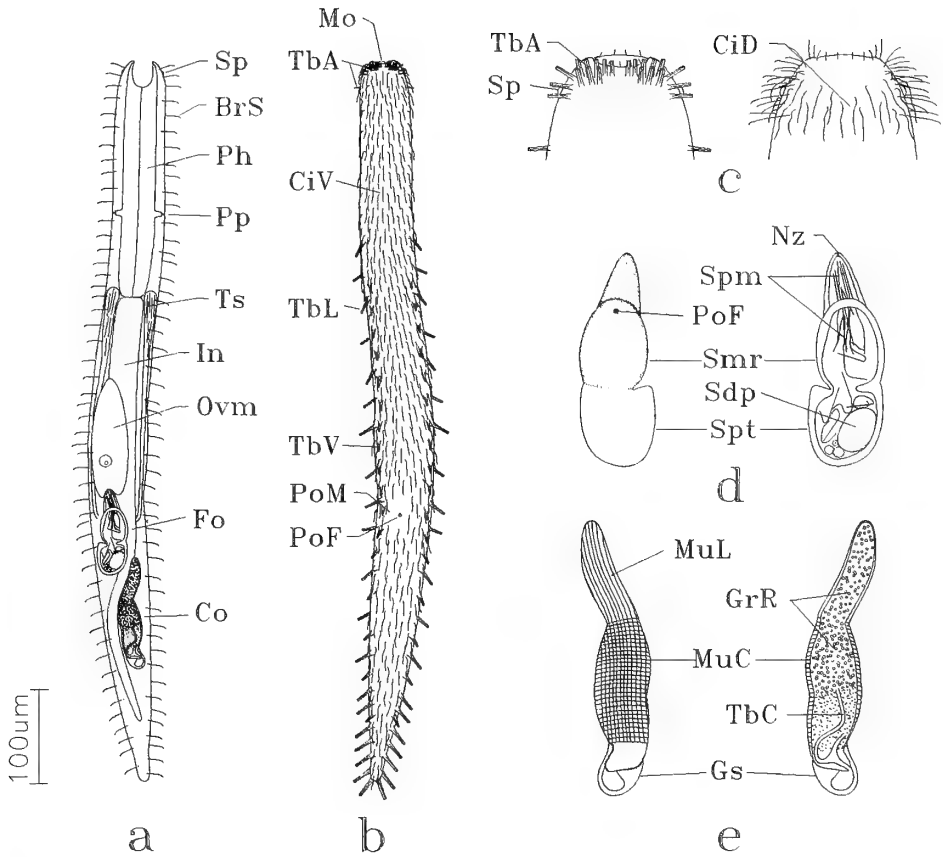 Sp
BrS
Ph
Pp
Ts
In
Ovm
Fo
Co
100um
a
Mo
TbA
CiV
TbL
TbV
PoM
PoF
b
TbA
Sp
CiD
c
Nz
Spm
PoF
Smr
Sdp
Spt
d
MuL
GrR
MuC
TbC
Gs
e